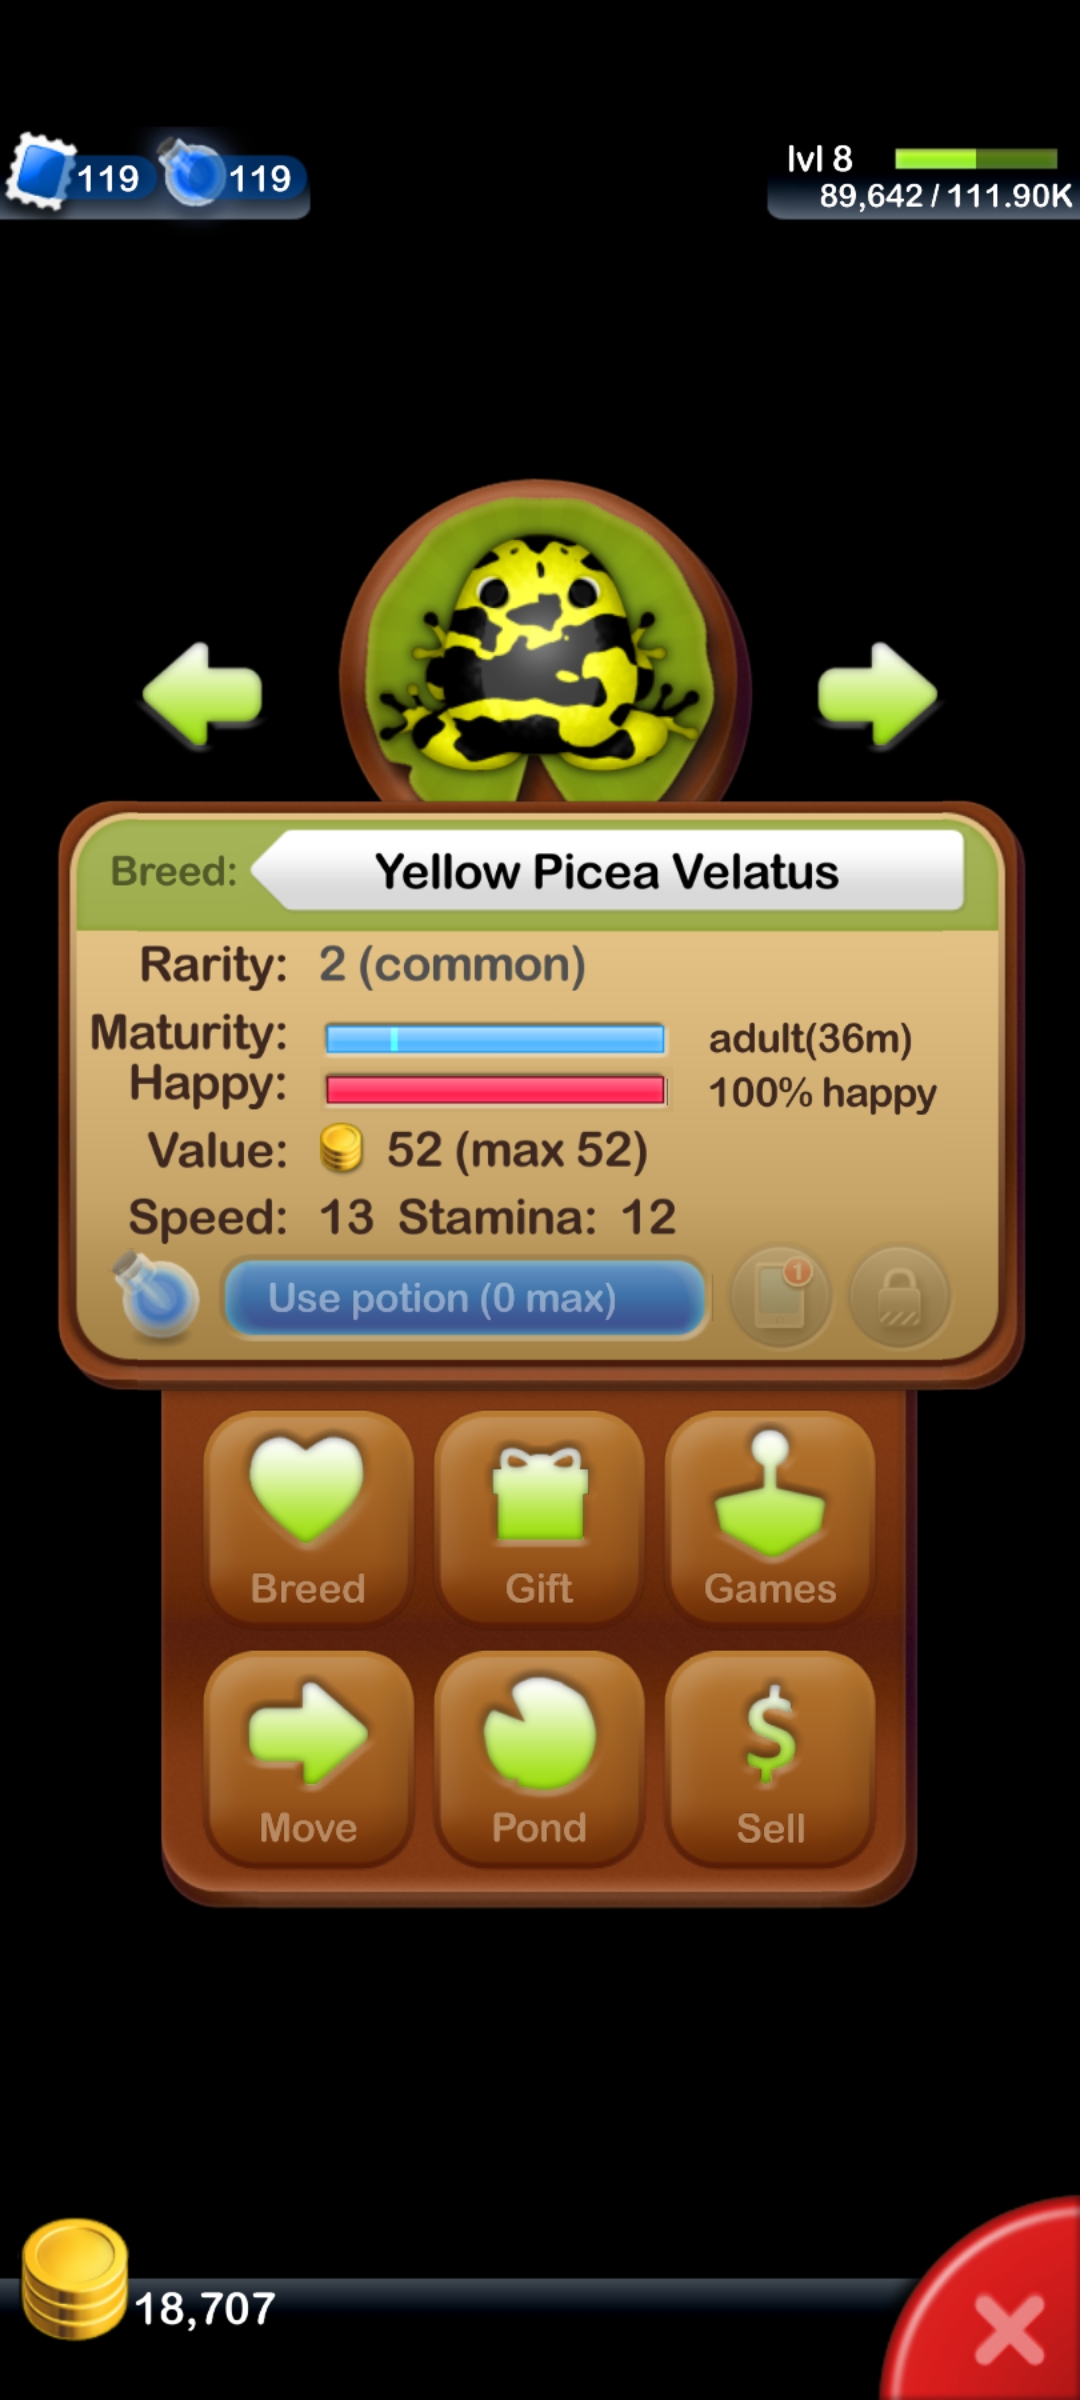 119 119
lvl 8
89,642 / 111.90K
Breed: Yellow Picea Velatus
Rarity: 2 (common)
Maturity: adult(36m)
Happy: 100% happy
Value: 52 (max 52)
Speed: 13 Stamina: 12
Use potion (0 max) 1
Breed Gift Games
Move Pond Sell
18,707